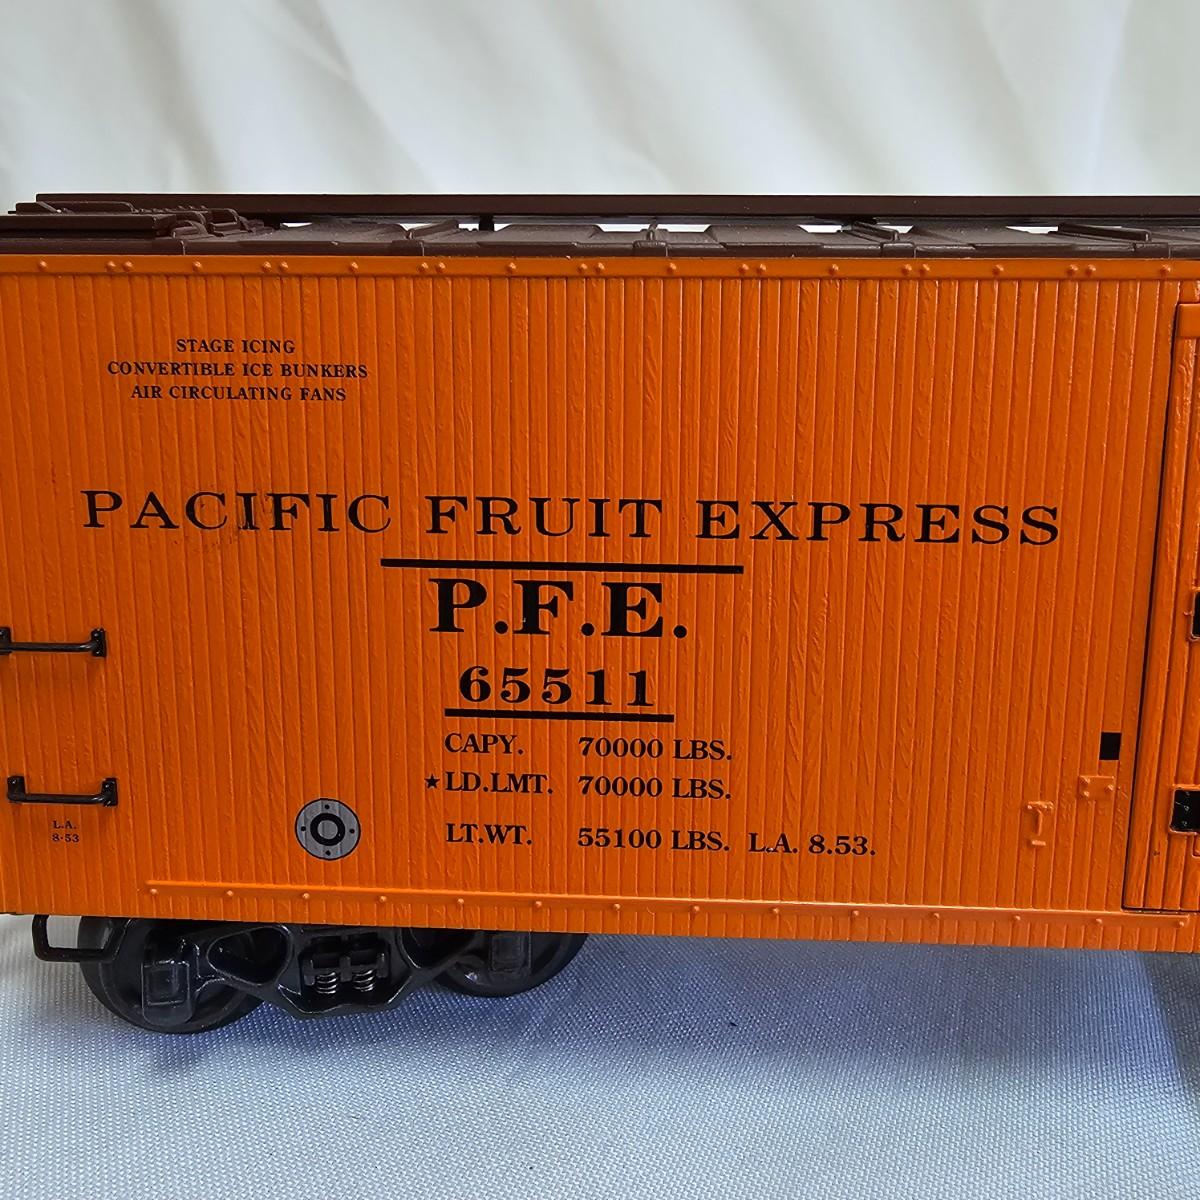 STAGE ICING
CONVERTIBLE ICE BUNKERS
AIR CIRCULATING FANS
PACIFIC FRUIT EXPRESS
P.F.E.
65511
CAPY. 70000 LBS.
★LD.LMT. 70000 LBS.
LT.WT. 55100 LBS. L.A. 8.53.
L.A.
8-53